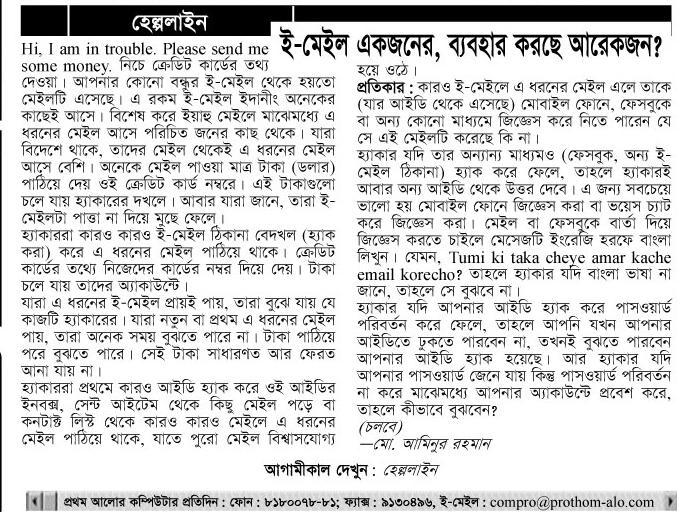 হেল্পলাইন
ই-মেইল একজনের, ব্যবহার করছে আরেকজন?
Hi, I am in trouble. Please send me
some money. নিচে ক্রেডিট কার্ডের তথ্য
দেওয়া। আপনার কোনো বন্ধুর ই-মেইল থেকে হয়তো
মেইলটি এসেছে। এ রকম ই-মেইল ইদানীং অনেকের
কাছেই আসে। বিশেষ করে ইয়াহু মেইলে মাঝেমধ্যে এ
ধরনের মেইল আসে পরিচিত জনের কাছ থেকে। যারা
বিদেশে থাকে, তাদের মেইল থেকেই এ ধরনের মেইল
আসে বেশি। অনেকে মেইল পাওয়া মাত্র টাকা (ডলার)
পাঠিয়ে দেয় ওই ক্রেডিট কার্ড নম্বরে। এই টাকাগুলো
চলে যায় হ্যাকারের দখলে। আবার যারা জানে, তারা ই-
মেইলটা পাত্তা না দিয়ে মুছে ফেলে।
হ্যাকাররা কারও কারও ই-মেইল ঠিকানা বেদখল (হ্যাক
করা) করে এ ধরনের মেইল পাঠিয়ে থাকে। ক্রেডিট
কার্ডের তথ্যে নিজেদের কার্ডের নম্বর দিয়ে দেয়। টাকা
চলে যায় তাদের অ্যাকাউন্টে।
যারা এ ধরনের ই-মেইল প্রায়ই পায়, তারা বুঝে যায় যে
কাজটি হ্যাকারের। যারা নতুন বা প্রথম এ ধরনের মেইল
পায়, তারা অনেক সময় বুঝতে পারে না। টাকা পাঠিয়ে
পরে বুঝতে পারে। সেই টাকা সাধারণত আর ফেরত
আনা যায় না।
হ্যাকাররা প্রথমে কারও আইডি হ্যাক করে ওই আইডির
ইনবক্স, সেন্ট আইটেম থেকে কিছু মেইল পড়ে বা
কনটাক্ট লিস্ট থেকে কারও কারও মেইলে এ ধরনের
মেইল পাঠিয়ে থাকে, যাতে পুরো মেইল বিশ্বাসযোগ্য
হয়ে ওঠে।
প্রতিকার : কারও ই-মেইলে এ ধরনের মেইল এলে তাকে
(যার আইডি থেকে এসেছে) মোবাইল ফোনে, ফেসবুকে
বা অন্য কোনো মাধ্যমে জিজ্ঞেস করে নিতে পারেন যে
সে এই মেইলটি করেছে কি না।
হ্যাকার যদি তার অন্যান্য মাধ্যমও (ফেসবুক, অন্য ই-
মেইল ঠিকানা) হ্যাক করে ফেলে, তাহলে হ্যাকারই
আবার অন্য আইডি থেকে উত্তর দেবে। এ জন্য সবচেয়ে
ভালো হয় মোবাইল ফোনে জিজ্ঞেস করা বা ভয়েস চ্যাট
করে জিজ্ঞেস করা। মেইল বা ফেসবুকে বার্তা দিয়ে
জিজ্ঞেস করতে চাইলে মেসেজটি ইংরেজি হরফে বাংলা
লিখুন। যেমন, Tumi ki taka cheye amar kache
email korecho? তাহলে হ্যাকার যদি বাংলা ভাষা না
জানে, তাহলে সে বুঝবে না।
হ্যাকার যদি আপনার আইডি হ্যাক করে পাসওয়ার্ড
পরিবর্তন করে ফেলে, তাহলে আপনি যখন আপনার
আইডিতে ঢুকতে পারবেন না, তখনই বুঝতে পারবেন
আপনার আইডি হ্যাক হয়েছে। আর হ্যাকার যদি
আপনার পাসওয়ার্ড জেনে যায় কিন্তু পাসওয়ার্ড পরিবর্তন
না করে মাঝেমধ্যে আপনার অ্যাকাউন্টে প্রবেশ করে,
তাহলে কীভাবে বুঝবেন?
(চলবে)
—মো. আমিনুর রহমান
আগামীকাল দেখুন : হেল্পলাইন
প্রথম আলোর কম্পিউটার প্রতিদিন : ফোন : ৮১৮০০৭৮-৮১; ফ্যাক্স : ৯১৩০৪৯৬, ই-মেইল : compro@prothom-alo.com